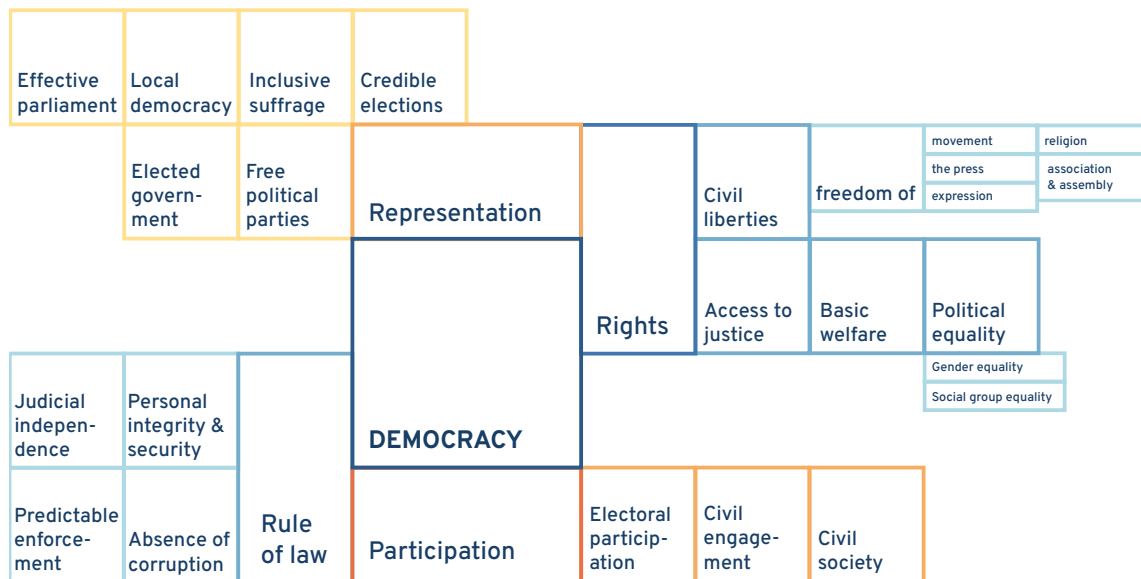 Effective
parliament
Local
democracy
Inclusive
suffrage
Credible
elections
Elected
govern-
ment
Free
political
parties
Representation
Civil
liberties
freedom of
movement
the press
expression
religion
association
& assembly
Rights
Access to
justice
Basic
welfare
Political
equality
Gender equality
Social group equality
Judicial
indepen-
dence
Personal
integrity &
security
DEMOCRACY
Predictable
enforce-
ment
Absence of
corruption
Rule
of law
Participation
Electoral
particip-
ation
Civil
engage-
ment
Civil
society